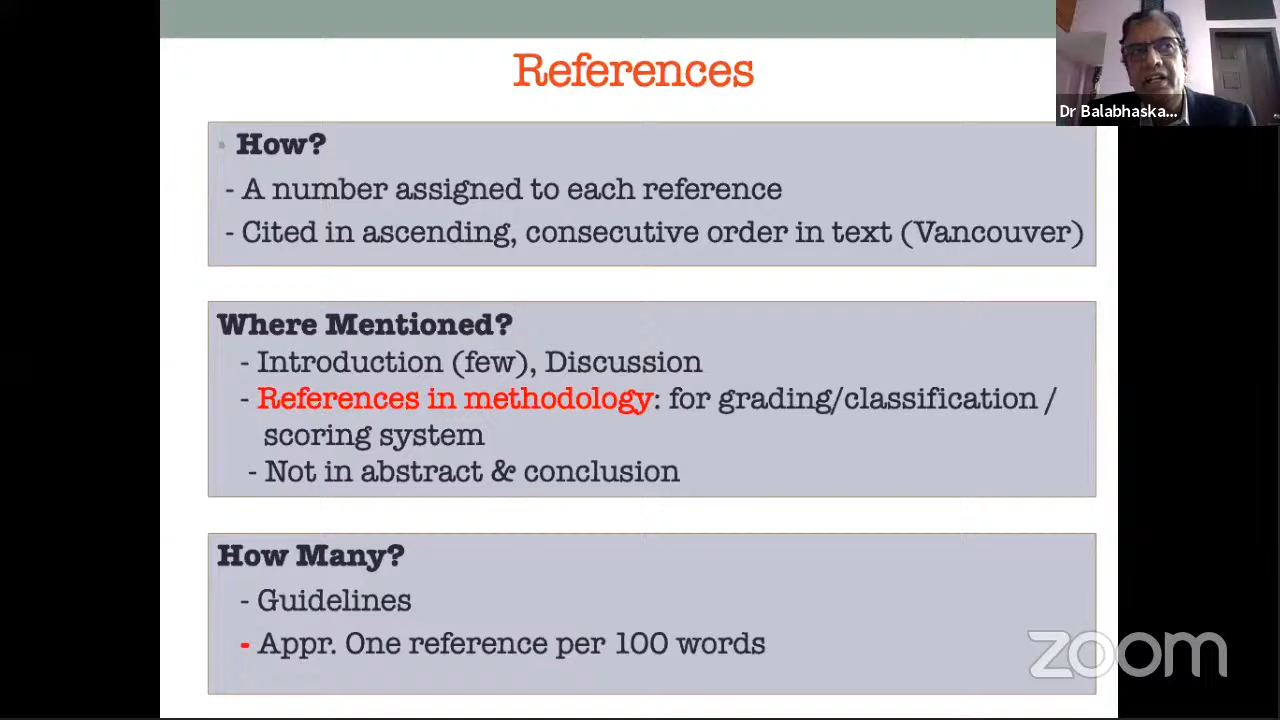 References
Dr Balabhaska...
• How?
- A number assigned to each reference
- Cited in ascending, consecutive order in text (Vancouver)
Where Mentioned?
- Introduction (few), Discussion
- References in methodology: for grading/classification /
scoring system
- Not in abstract & conclusion
How Many?
- Guidelines
- Appr. One reference per 100 words
zoom